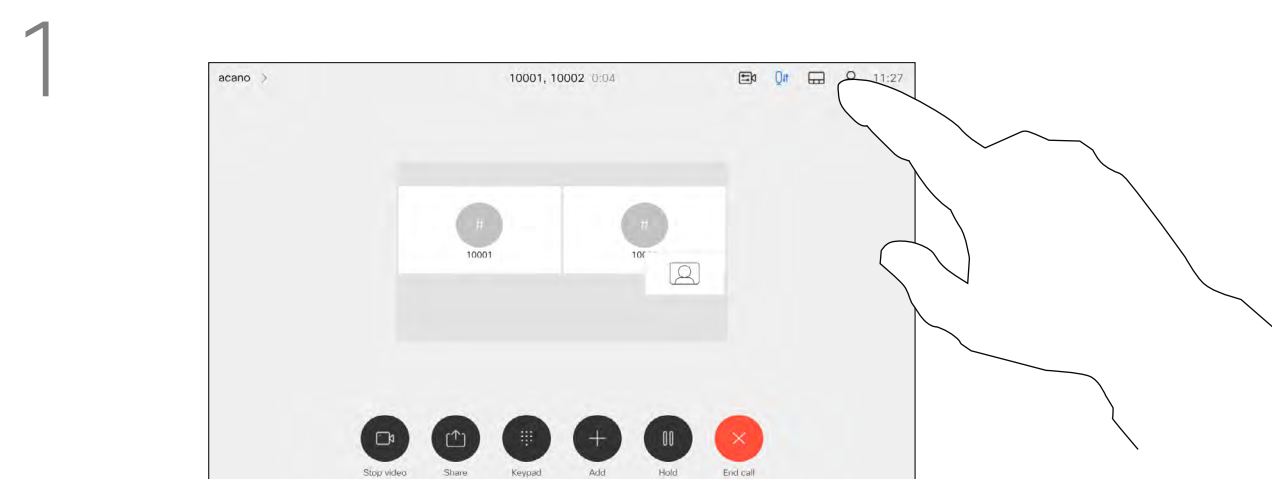 1
acano >
10001, 10002 0:04
11:27
#
#
10001
Stop video
Share
Keypad
Add
Hold
End call